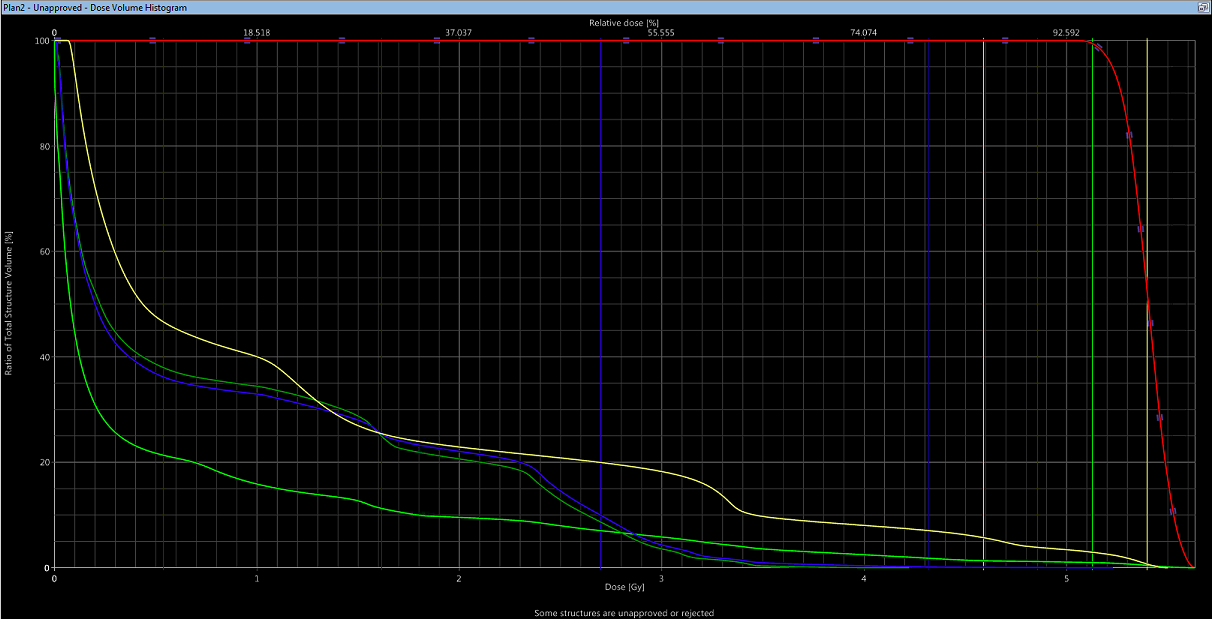 Plan2 - Unapproved - Dose Volume Histogram
Relative dose [%]
0 18.518 37.037 55.555 74.074 92.592
100
80
60
40
20
0
Ratio of Total Structure Volume [%]
0 1 2 3 4 5
Dose [Gy]
Some structures are unapproved or rejected